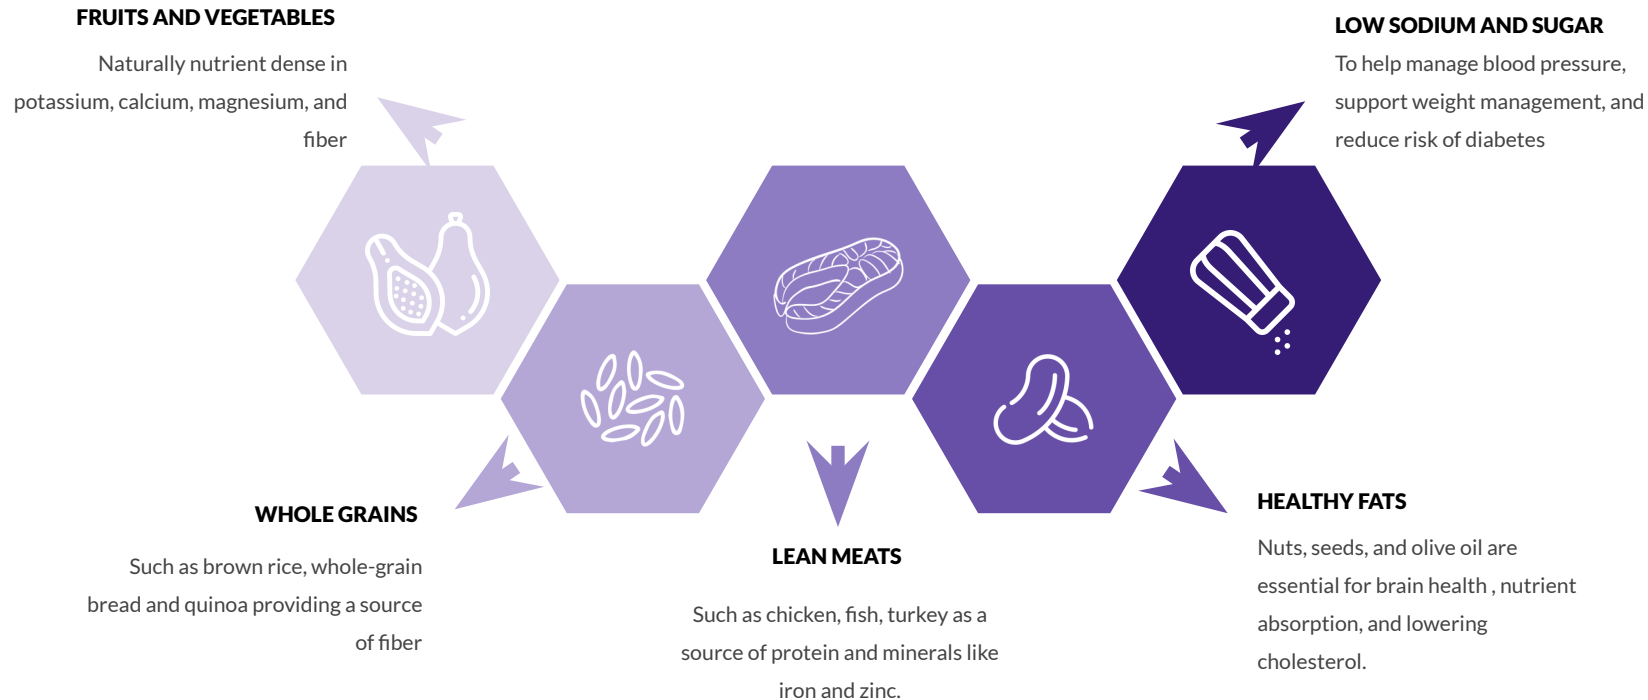 FRUITS AND VEGETABLES
Naturally nutrient dense in
potassium, calcium, magnesium, and
fiber
WHOLE GRAINS
Such as brown rice, whole-grain
bread and quinoa providing a source
of fiber
LEAN MEATS
Such as chicken, fish, turkey as a
source of protein and minerals like
iron and zinc.
HEALTHY FATS
Nuts, seeds, and olive oil are
essential for brain health , nutrient
absorption, and lowering
cholesterol.
LOW SODIUM AND SUGAR
To help manage blood pressure,
support weight management, and
reduce risk of diabetes